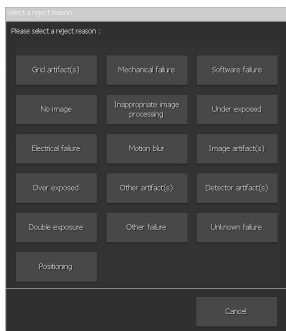 Select a reject reason
Please select a reject reason :
Grid artifact(s)
Mechanical failure
Software failure
No image
Inappropriate image
processing
Under exposed
Electrical failure
Motion blur
Image artifact(s)
Over exposed
Other artifact(s)
Detector artifact(s)
Double exposure
Other failure
Unknown failure
Positioning
Cancel